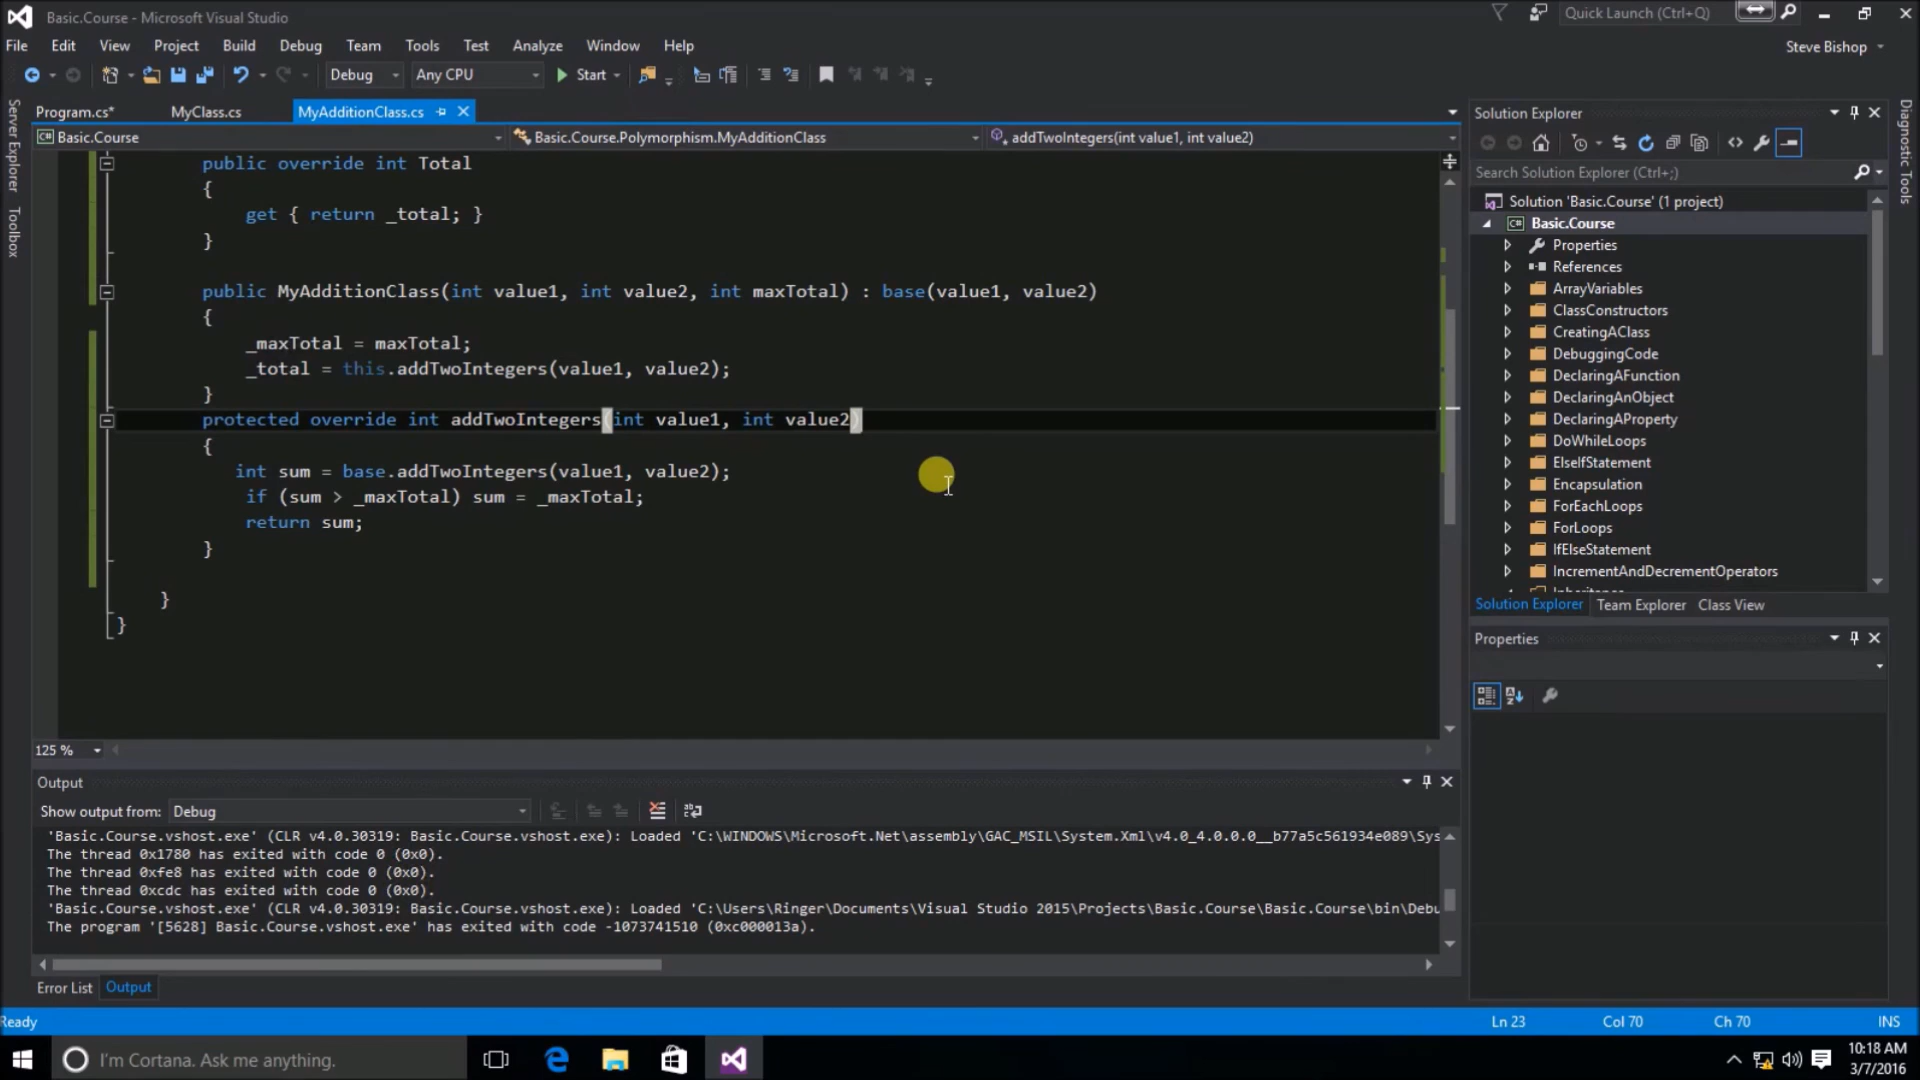 Basic.Course - Microsoft Visual Studio
Quick Launch (Ctrl+Q)
File Edit View Project Build Debug Team Tools Test Analyze Window Help
Steve Bishop
Debug Any CPU Start
Program.cs* MyClass.cs MyAdditionClass.cs
Basic.Course Basic.Course.Polymorphism.MyAdditionClass addTwoIntegers(int value1, int value2)
public override int Total
{
get { return _total; }
}
public MyAdditionClass(int value1, int value2, int maxTotal) : base(value1, value2)
{
_maxTotal = maxTotal;
_total = this.addTwoIntegers(value1, value2);
}
protected override int addTwoIntegers(int value1, int value2)
{
int sum = base.addTwoIntegers(value1, value2);
if (sum > _maxTotal) sum = _maxTotal;
return sum;
}
}
}
125 %
Server Explorer
Toolbox
Output
Show output from: Debug
'Basic.Course.vshost.exe' (CLR v4.0.30319: Basic.Course.vshost.exe): Loaded 'C:\WINDOWS\Microsoft.Net\assembly\GAC_MSIL\System.Xml\v4.0_4.0.0.0__b77a5c561934e089\Sys
The thread 0x1780 has exited with code 0 (0x0).
The thread 0xfe8 has exited with code 0 (0x0).
The thread 0xcdc has exited with code 0 (0x0).
'Basic.Course.vshost.exe' (CLR v4.0.30319: Basic.Course.vshost.exe): Loaded 'C:\Users\Ringer\Documents\Visual Studio 2015\Projects\Basic.Course\Basic.Course\bin\Debu
The program '[5628] Basic.Course.vshost.exe' has exited with code -1073741510 (0xc000013a).
Error List Output
Solution Explorer
Search Solution Explorer (Ctrl+;)
Solution 'Basic.Course' (1 project)
Basic.Course
Properties
References
ArrayVariables
ClassConstructors
CreatingAClass
DebuggingCode
DeclaringAFunction
DeclaringAnObject
DeclaringAProperty
DoWhileLoops
ElseIfStatement
Encapsulation
ForEachLoops
ForLoops
IfElseStatement
IncrementAndDecrementOperators
Inheritance
Solution Explorer Team Explorer Class View
Properties
Diagnostic Tools
Ready Ln 23 Col 70 Ch 70 INS
I'm Cortana. Ask me anything.
10:18 AM
3/7/2016